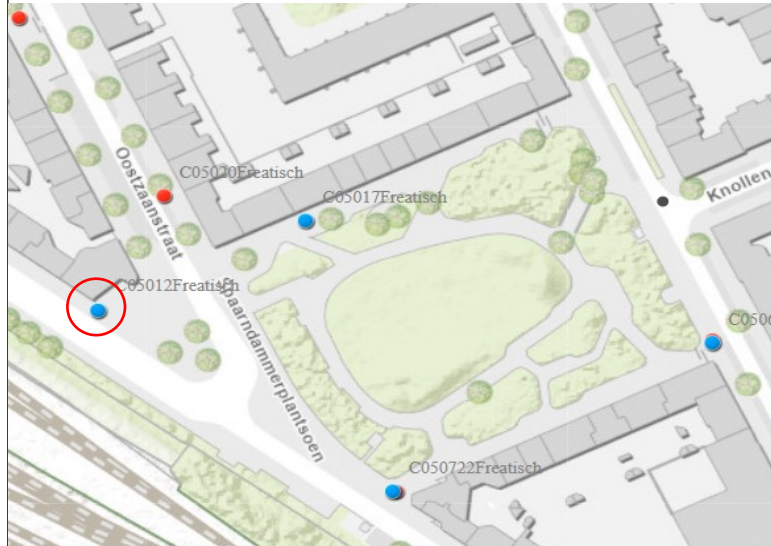 C05020Freatisch
C05017Freatisch
Knollen
Oostzaanstraat
C05012Freatisch
Spaarndammerplantsoen
C050722Freatisch